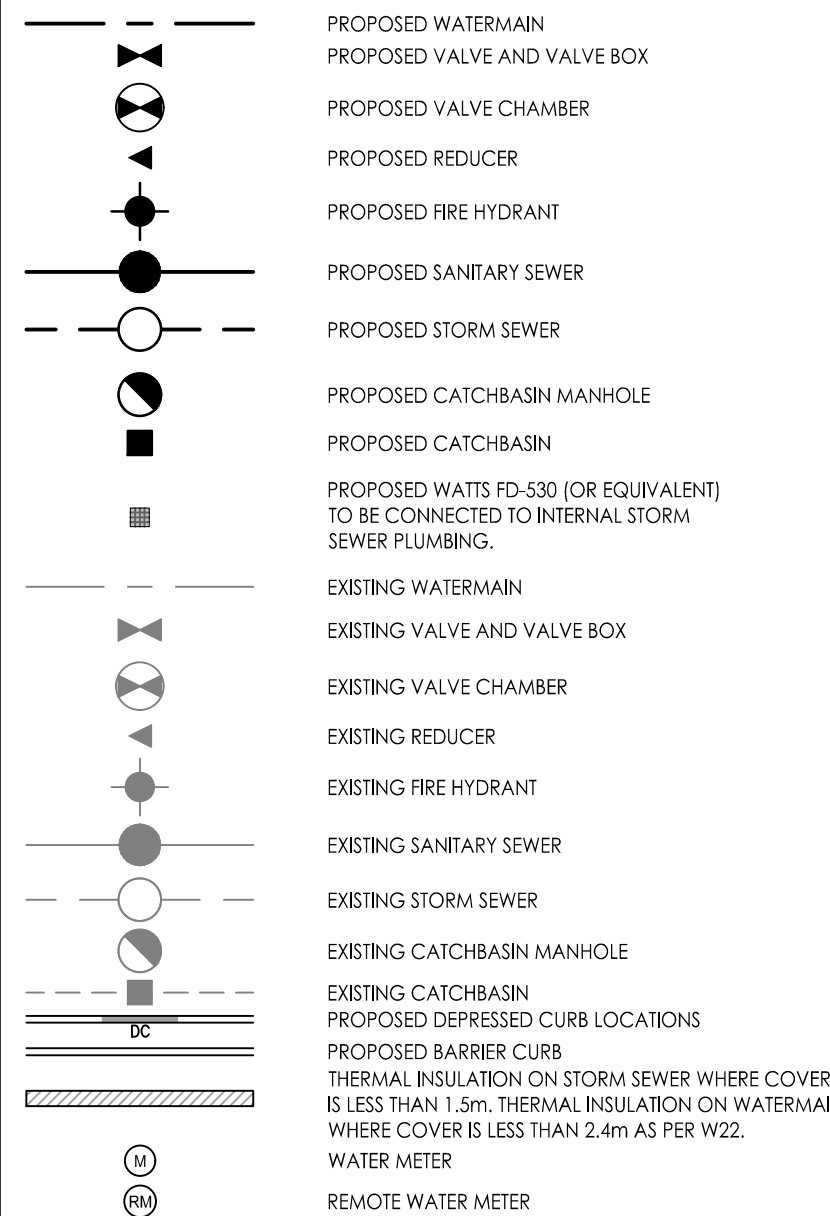 PROPOSED WATERMAIN
PROPOSED VALVE AND VALVE BOX
PROPOSED VALVE CHAMBER
PROPOSED REDUCER
PROPOSED FIRE HYDRANT
PROPOSED SANITARY SEWER
PROPOSED STORM SEWER
PROPOSED CATCHBASIN MANHOLE
PROPOSED CATCHBASIN
PROPOSED WATTS FD-530 (OR EQUIVALENT)
TO BE CONNECTED TO INTERNAL STORM
SEWER PLUMBING.
EXISTING WATERMAIN
EXISTING VALVE AND VALVE BOX
EXISTING VALVE CHAMBER
EXISTING REDUCER
EXISTING FIRE HYDRANT
EXISTING SANITARY SEWER
EXISTING STORM SEWER
EXISTING CATCHBASIN MANHOLE
EXISTING CATCHBASIN
DC PROPOSED DEPRESSED CURB LOCATIONS
PROPOSED BARRIER CURB
THERMAL INSULATION ON STORM SEWER WHERE COVER
IS LESS THAN 1.5m. THERMAL INSULATION ON WATERMAI
WHERE COVER IS LESS THAN 2.4m AS PER W22.
M WATER METER
RM REMOTE WATER METER